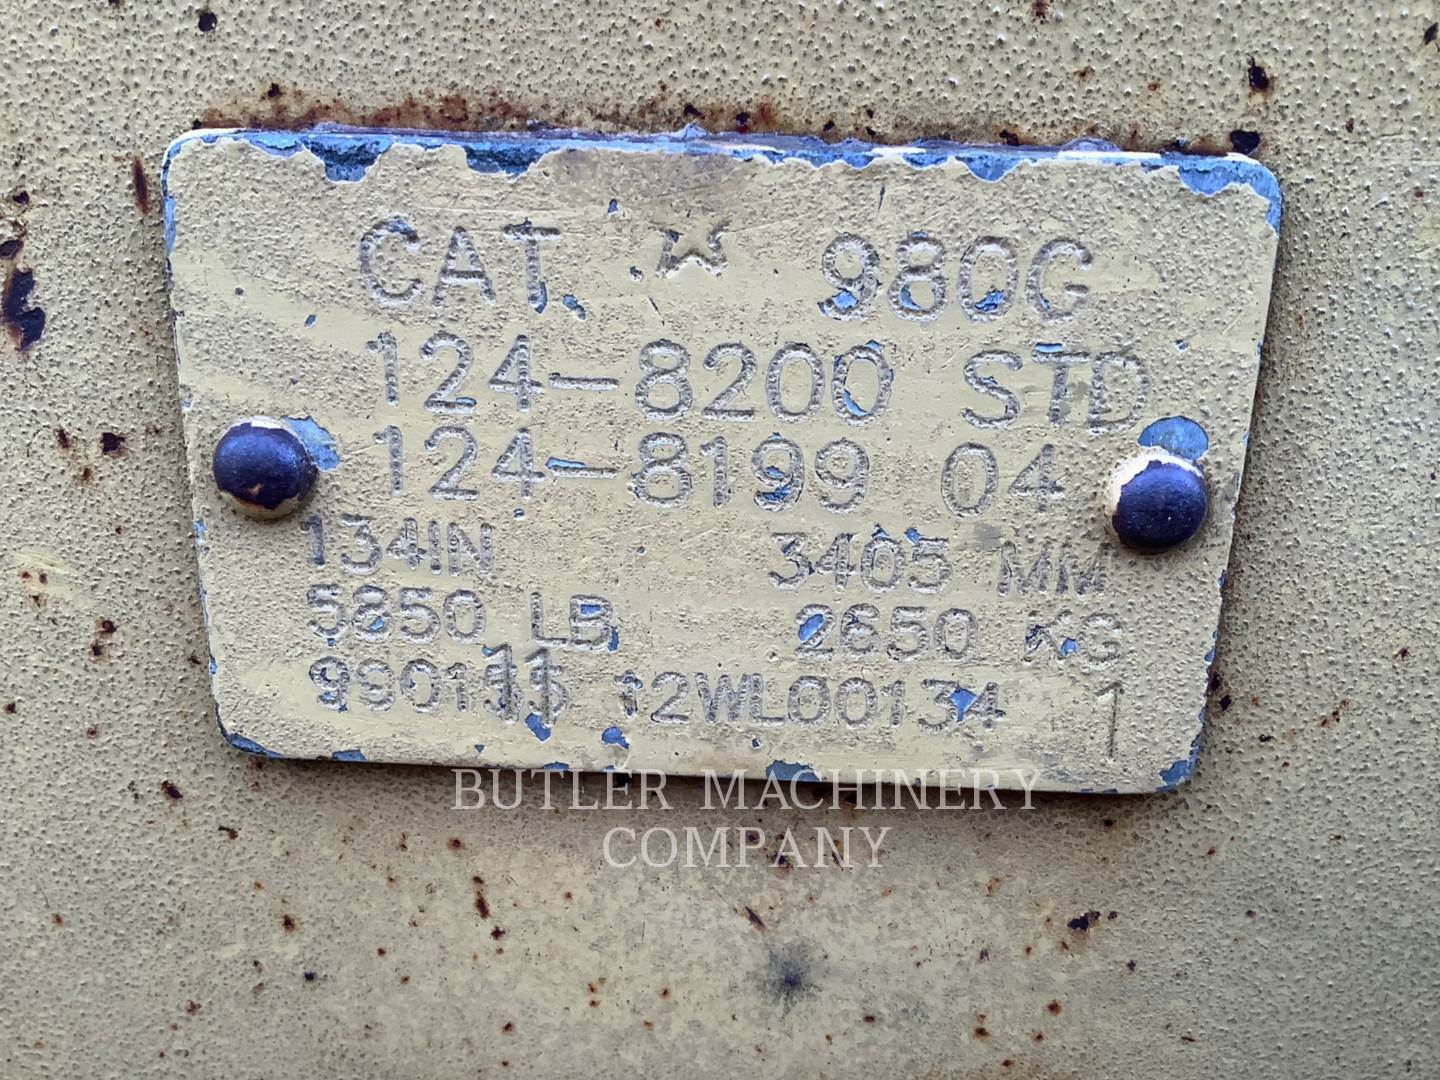 CAT. 980G
124-8200 STD
124-8199 04
134IN 3405 MM
5850 LB 2650 KG
12WL00134 1
BUTLER MACHINERY
COMPANY